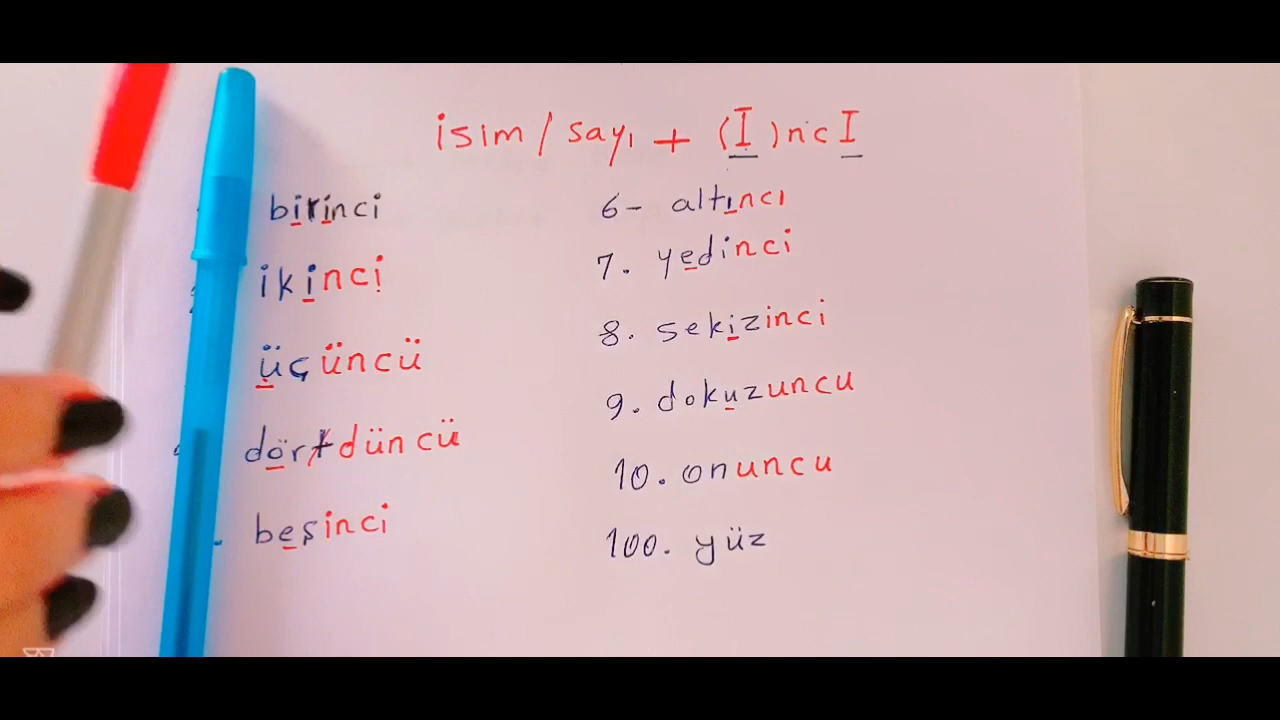 isim / sayı + (I)ncI
birinci
ikinci
üçüncü
dörtdüncü
beşinci
6- altıncı
7. yedinci
8. sekizinci
9. dokuzuncu
10. onuncu
100. yüz